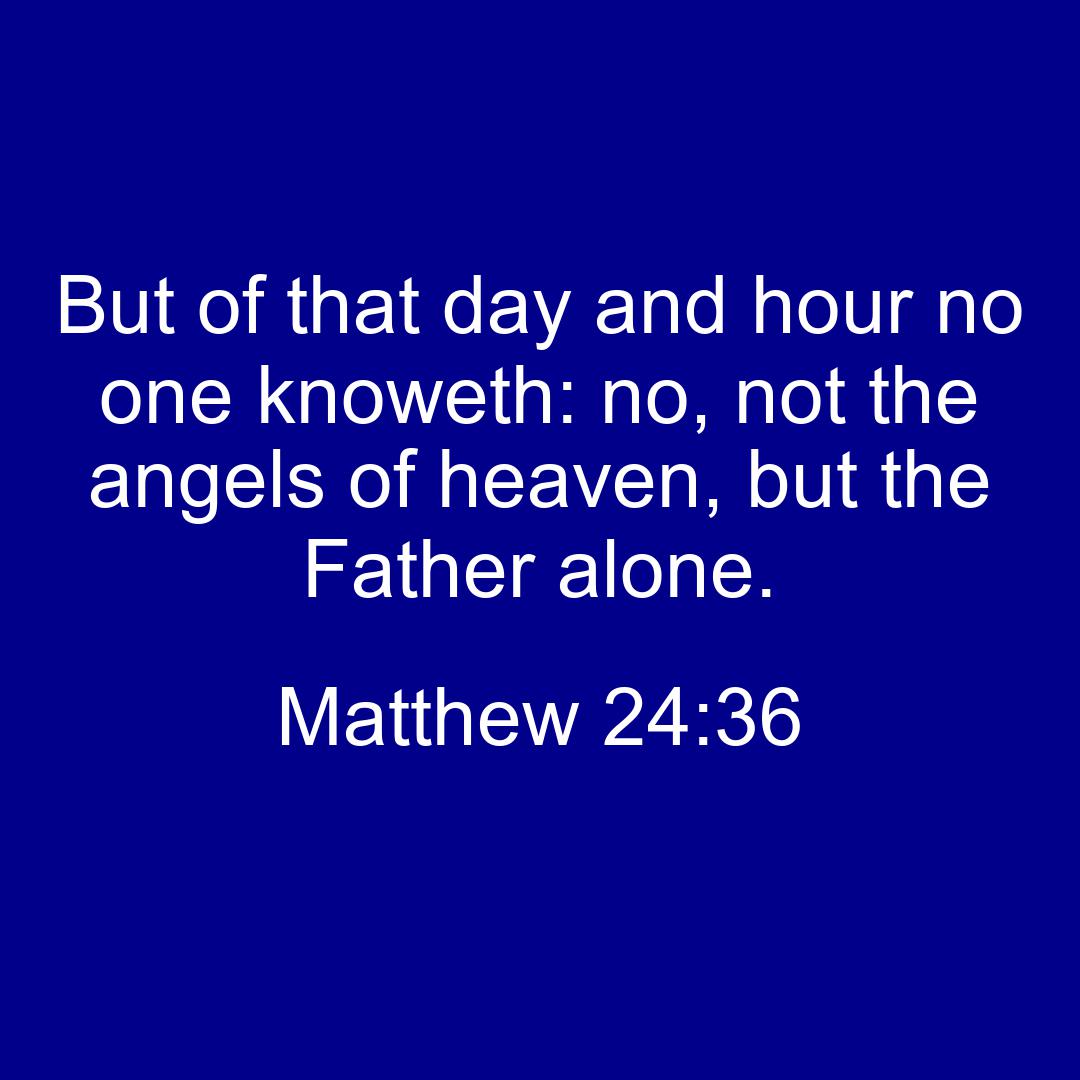 But of that day and hour no
one knoweth: no, not the
angels of heaven, but the
Father alone.
Matthew 24:36